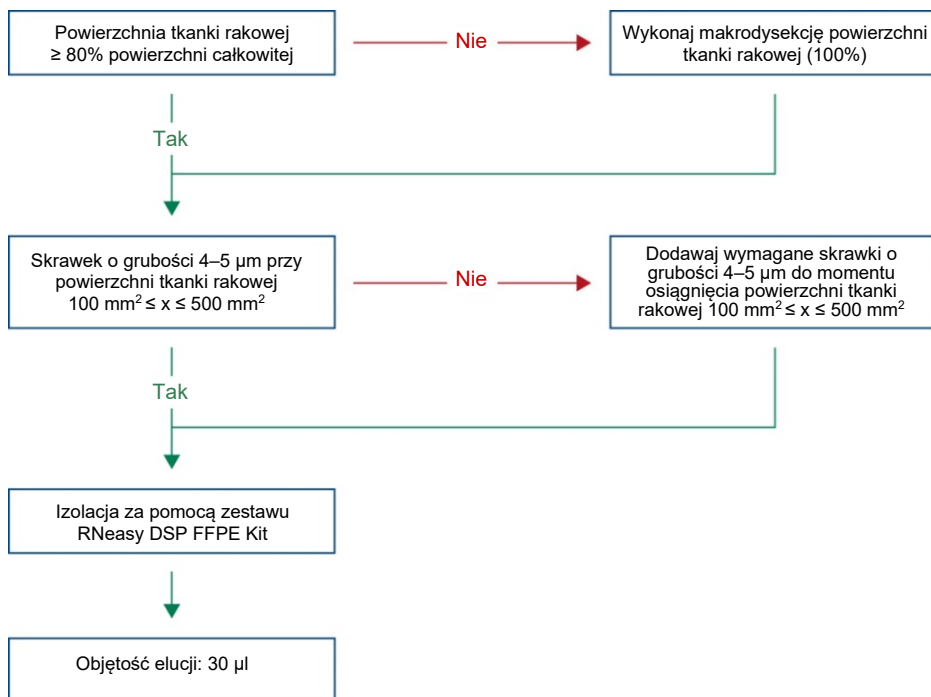 Powierzchnia tkanki rakowej
≥ 80% powierzchni całkowitej
Nie
Wykonaj makrodysekcję powierzchni
tkanki rakowej (100%)
Tak
Skrawek o grubości 4–5 µm przy
powierzchni tkanki rakowej
100 mm² ≤ x ≤ 500 mm²
Nie
Dodawaj wymagane skrawki o
grubości 4–5 µm do momentu
osiągnięcia powierzchni tkanki
rakowej 100 mm² ≤ x ≤ 500 mm²
Tak
Izolacja za pomocą zestawu
RNeasy DSP FFPE Kit
Objętość elucji: 30 µl